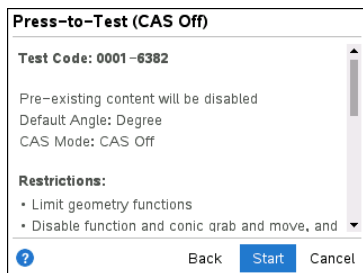 Press-to-Test (CAS Off)
Test Code: 0001-6382
Pre-existing content will be disabled
Default Angle: Degree
CAS Mode: CAS Off
Restrictions:
• Limit geometry functions
• Disable function and conic grab and move, and
? Back Start Cancel